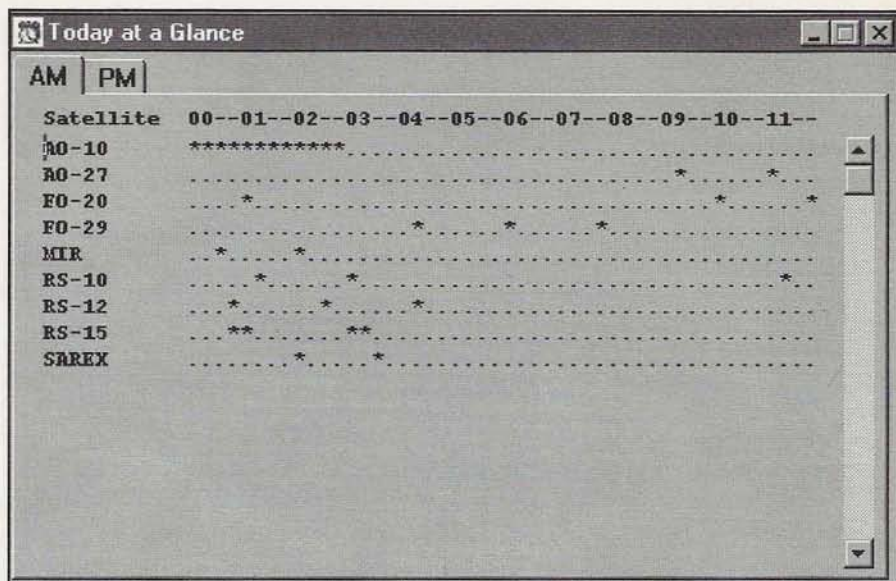 Today at a Glance
AM PM
Satellite 00--01--02--03--04--05--06--07--08--09--10--11--
AO-10 ************....................................
AO-27 .....................................*......*...
FO-20 ....*...................................*......*
FO-29 .................*......*......*................
MIR ..*.....*.......................................
RS-10 .....*......*................................*..
RS-12 ...*......*......*..............................
RS-15 ...**.......**..................................
SAREX ........*.....*.................................